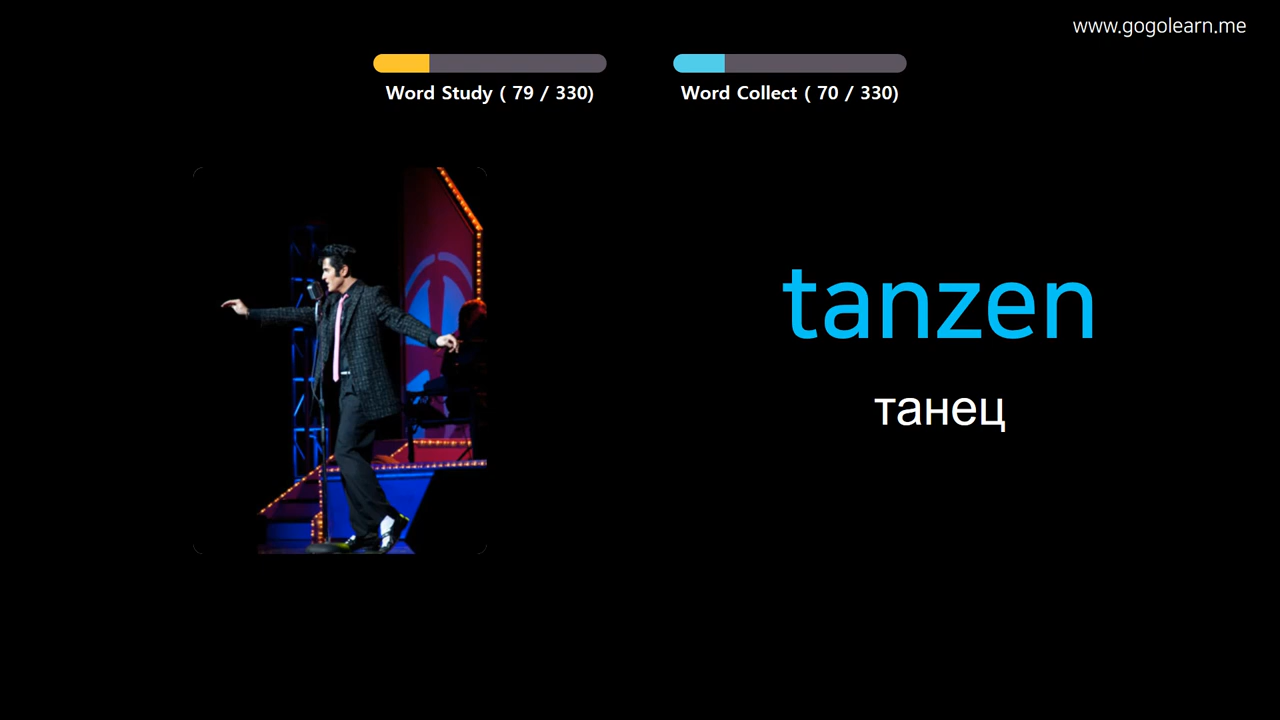 www.gogolearn.me
Word Study ( 79 / 330)
Word Collect ( 70 / 330)
tanzen
танец